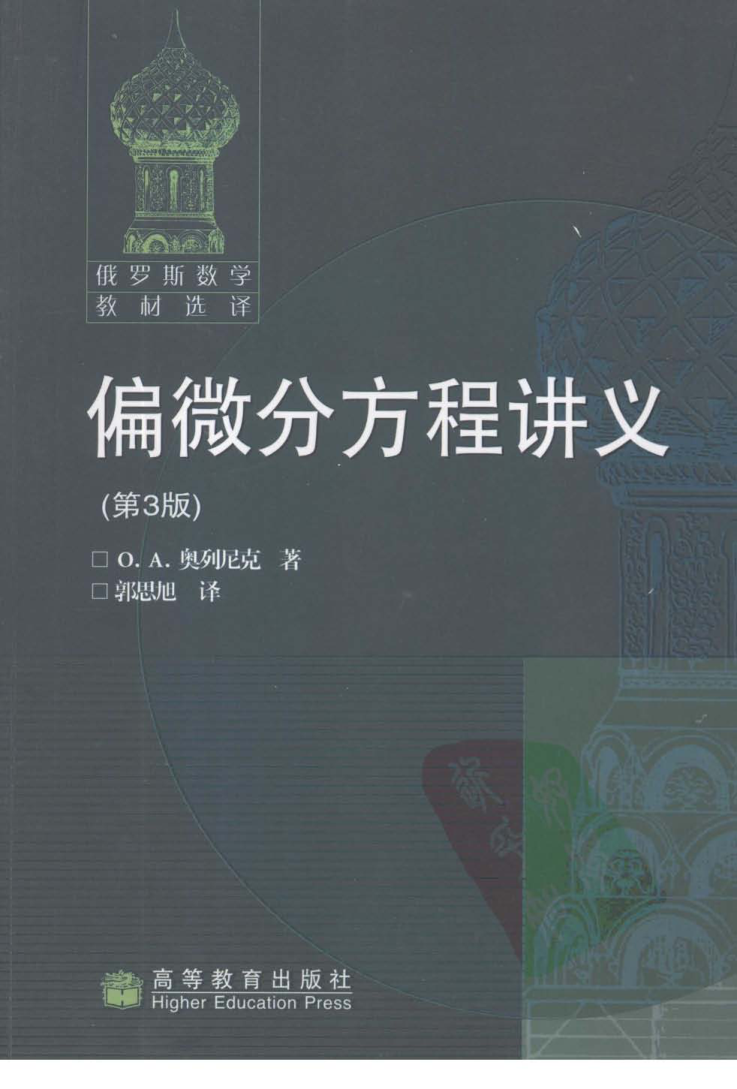 俄罗斯数学
教材选译
偏微分方程讲义
(第3版)
□ O. A. 奥列尼克 著
□ 郭思旭 译
高等教育出版社
Higher Education Press